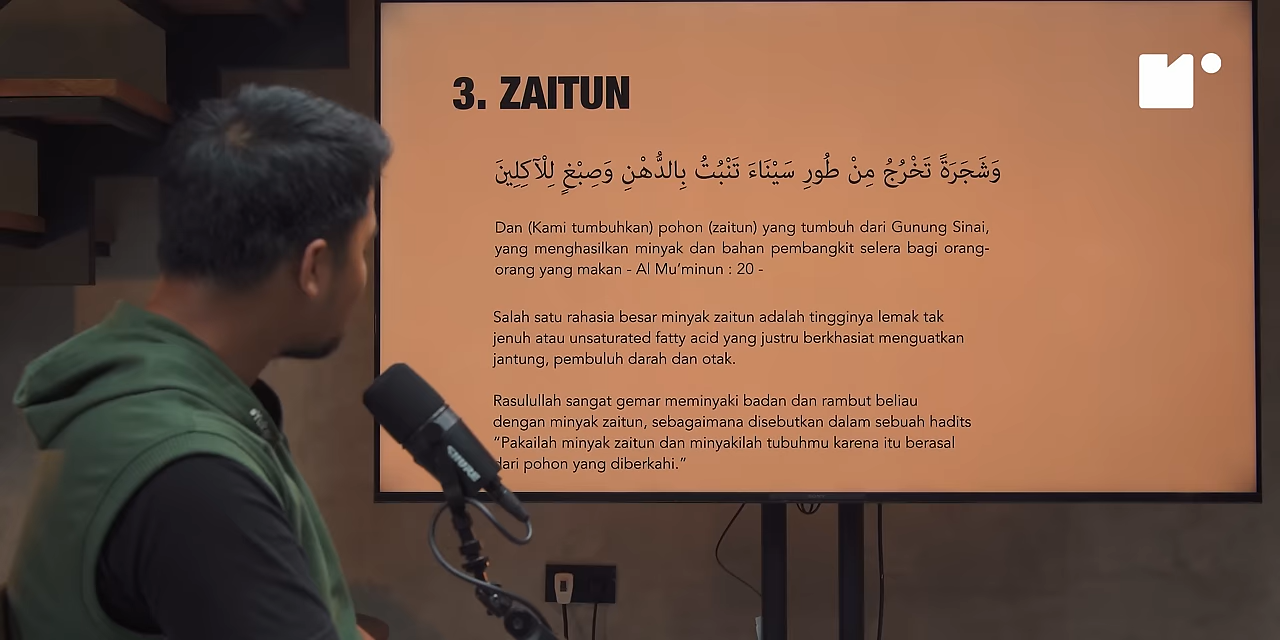 3. ZAITUN
وَشَجَرَةً تَخْرُجُ مِنْ طُورِ سَيْنَاءَ تَنْبُتُ بِالدُّهْنِ وَصِبْغٍ لِلْآكِلِينَ
Dan (Kami tumbuhkan) pohon (zaitun) yang tumbuh dari Gunung Sinai,
yang menghasilkan minyak dan bahan pembangkit selera bagi orang-
orang yang makan - Al Mu’minun : 20 -
Salah satu rahasia besar minyak zaitun adalah tingginya lemak tak
jenuh atau unsaturated fatty acid yang justru berkhasiat menguatkan
jantung, pembuluh darah dan otak.
Rasulullah sangat gemar meminyaki badan dan rambut beliau
dengan minyak zaitun, sebagaimana disebutkan dalam sebuah hadits
“Pakailah minyak zaitun dan minyakilah tubuhmu karena itu berasal
dari pohon yang diberkahi.”
SHURE